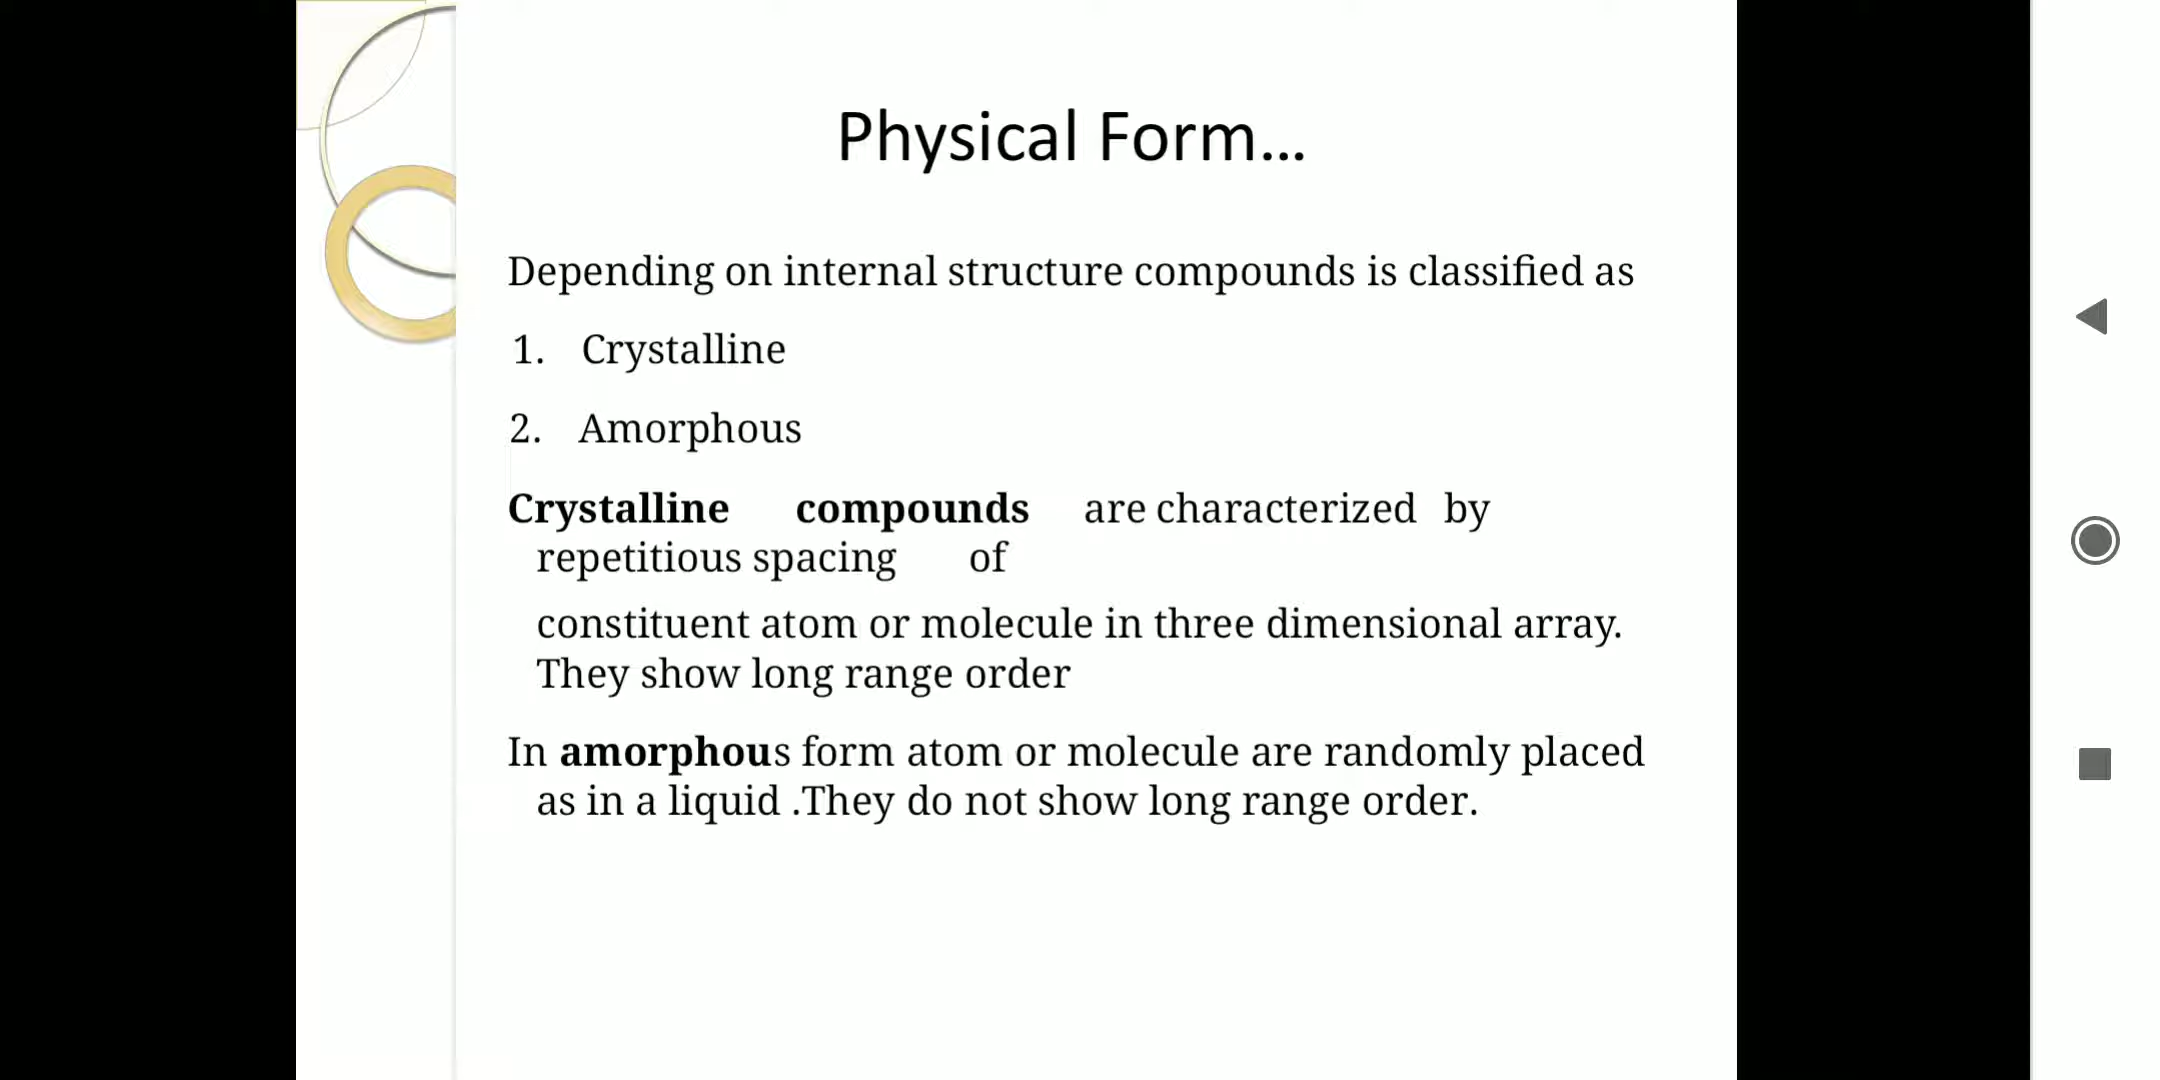 Physical Form...
Depending on internal structure compounds is classified as
1. Crystalline
2. Amorphous
Crystalline compounds are characterized by
repetitious spacing of
constituent atom or molecule in three dimensional array.
They show long range order
In amorphous form atom or molecule are randomly placed
as in a liquid .They do not show long range order.